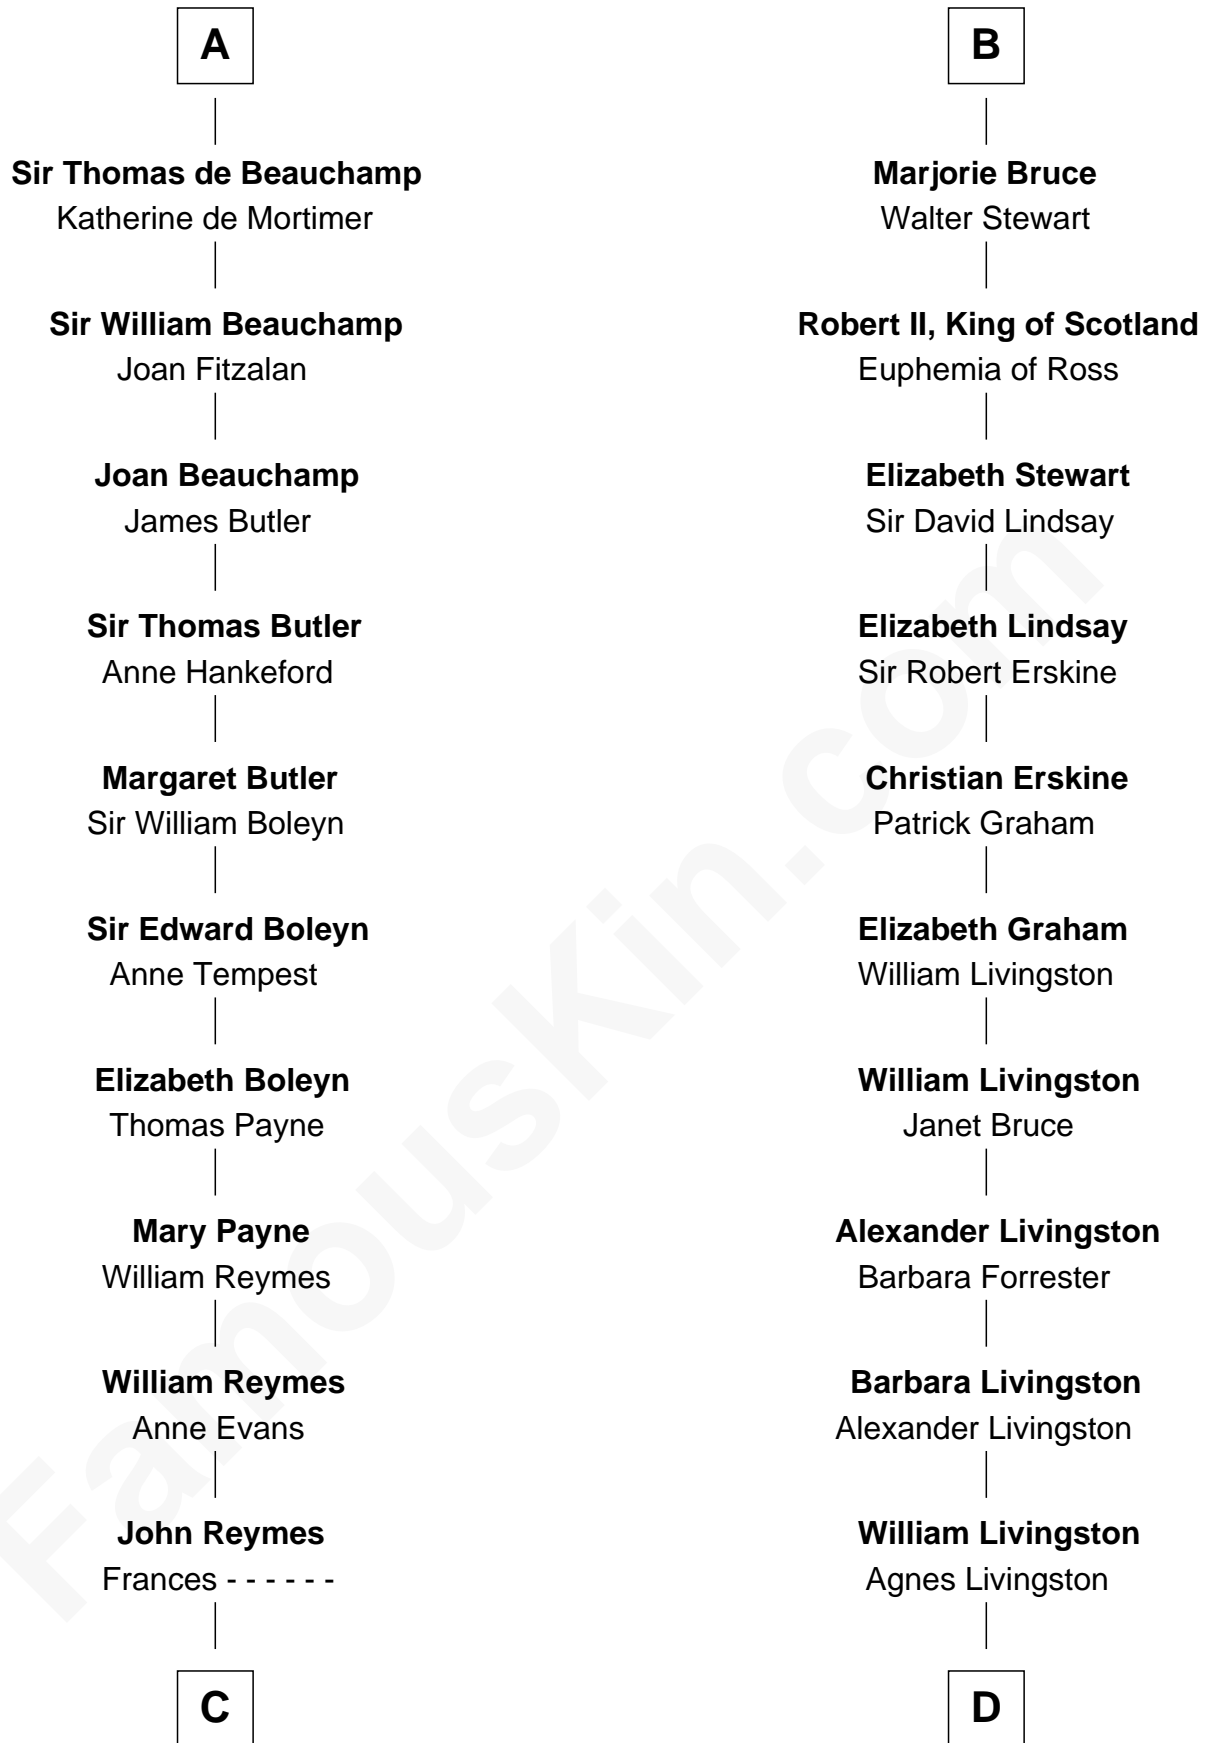 A
Sir Thomas de Beauchamp
Katherine de Mortimer
Sir William Beauchamp
Joan Fitzalan
Joan Beauchamp
James Butler
Sir Thomas Butler
Anne Hankeford
Margaret Butler
Sir William Boleyn
Sir Edward Boleyn
Anne Tempest
Elizabeth Boleyn
Thomas Payne
Mary Payne
William Reymes
William Reymes
Anne Evans
John Reymes
Frances - - - - - -
C
B
Marjorie Bruce
Walter Stewart
Robert II, King of Scotland
Euphemia of Ross
Elizabeth Stewart
Sir David Lindsay
Elizabeth Lindsay
Sir Robert Erskine
Christian Erskine
Patrick Graham
Elizabeth Graham
William Livingston
William Livingston
Janet Bruce
Alexander Livingston
Barbara Forrester
Barbara Livingston
Alexander Livingston
William Livingston
Agnes Livingston
D
FamousKin.com